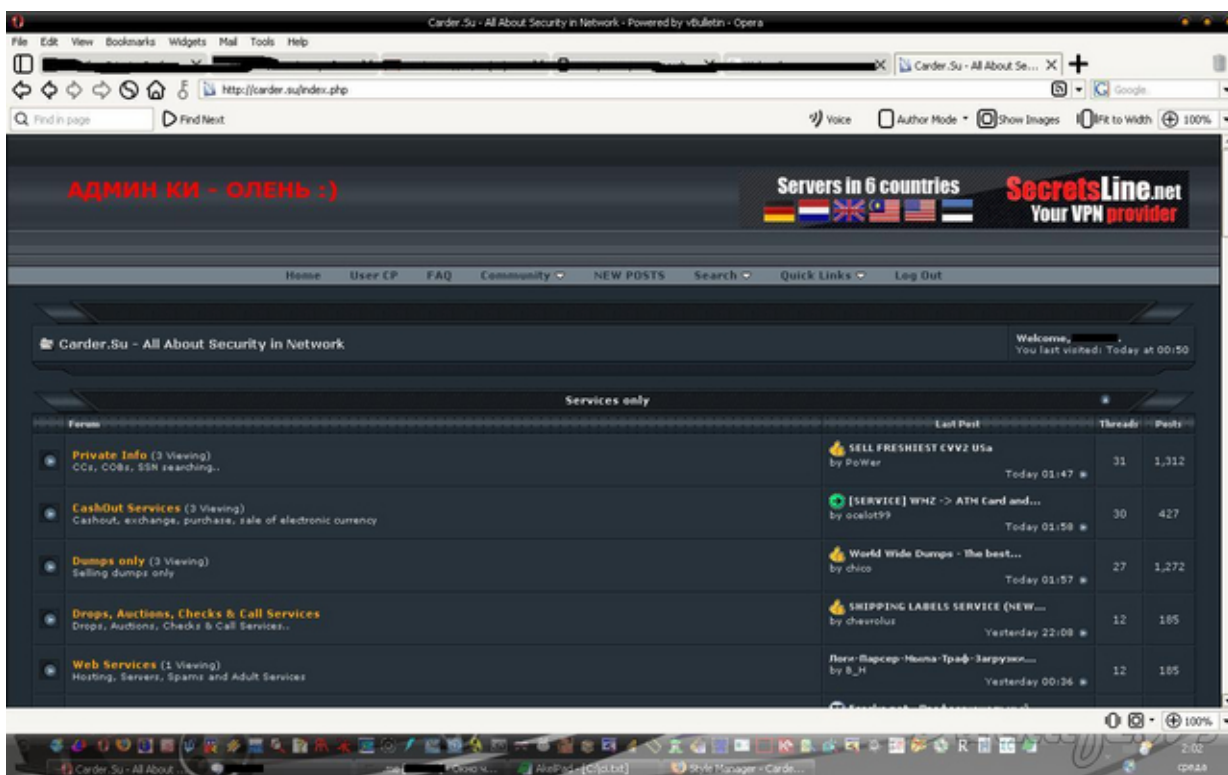 Carder.Su - All About Security in Network - Powered by vBulletin - Opera
File Edit View Bookmarks Widgets Mail Tools Help
Carder.Su - All About Se...
http://carder.su/index.php
Google
Find in page
Find Next
Voice
Author Mode
Show Images
Fit to Width
100%
АДМИН КИ - ОЛЕНЬ :)
Servers in 6 countries
SecretsLine.net
Your VPN provider
Home User CP FAQ Community NEW POSTS Search Quick Links Log Out
Carder.Su - All About Security in Network
Welcome, .
You last visited: Today at 00:50
Services only
Forum Last Post Threads Posts
Private Info (3 Viewing)
CCs, COBs, SSN searching..
SELL FRESHIEST CVV2 USa
by PoWer
Today 01:47
31 1,312
CashOut Services (3 Viewing)
Cashout, exchange, purchase, sale of electronic currency
[SERVICE] WMZ -> ATM Card and...
by ocelot99
Today 01:58
30 427
Dumps only (3 Viewing)
Selling dumps only
World Wide Dumps - The best...
by chico
Today 01:57
27 1,272
Drops, Auctions, Checks & Call Services
Drops, Auctions, Checks & Call Services..
SHIPPING LABELS SERVICE (NEW....
by chevrolus
Yesterday 22:08
12 185
Web Services (1 Viewing)
Hosting, Servers, Spams and Adult Services
Логи-Парсер-Мыла-Траф-Загрузки....
by B_H
Yesterday 00:36
12 185
100%
Carder.Su - All About
AkelPad - [C:\jci.txt]
Style Manager - Carde...
2:02
среда